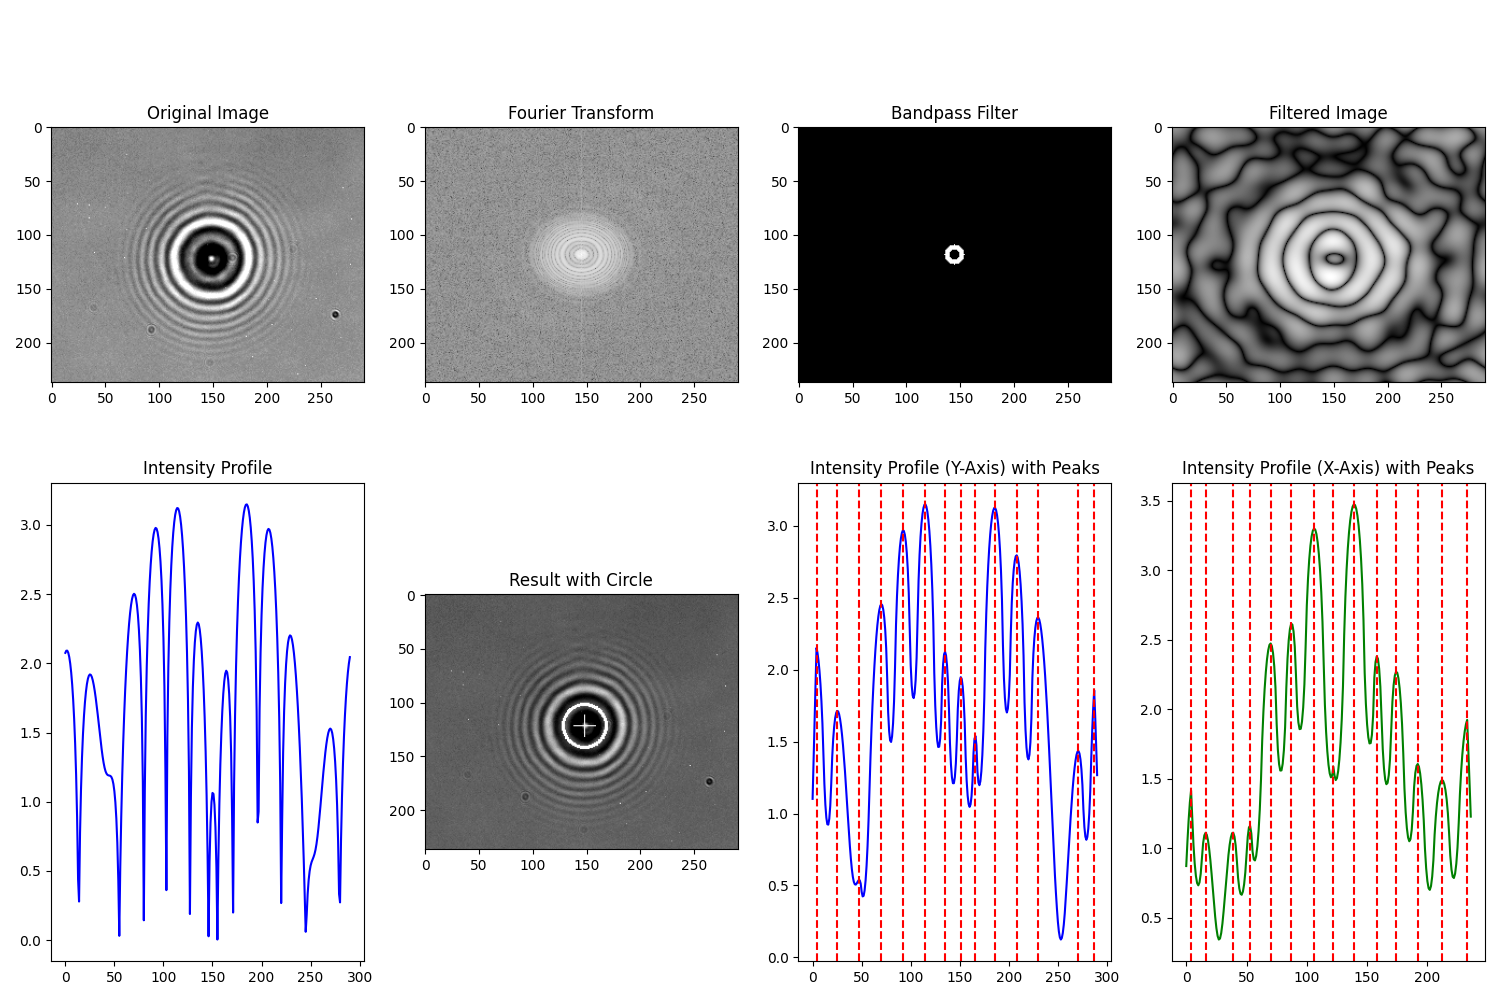 Original Image
Fourier Transform
Bandpass Filter
Filtered Image
0
50
100
150
200
0 50 100 150 200 250
0
50
100
150
200
0 50 100 150 200 250
0
50
100
150
200
0 50 100 150 200 250
0
50
100
150
200
0 50 100 150 200 250
Intensity Profile
3.0
2.5
2.0
1.5
1.0
0.5
0.0
0 50 100 150 200 250 300
Result with Circle
0
50
100
150
200
0 50 100 150 200 250
Intensity Profile (Y-Axis) with Peaks
3.0
2.5
2.0
1.5
1.0
0.5
0.0
0 50 100 150 200 250 300
Intensity Profile (X-Axis) with Peaks
3.5
3.0
2.5
2.0
1.5
1.0
0.5
0 50 100 150 200